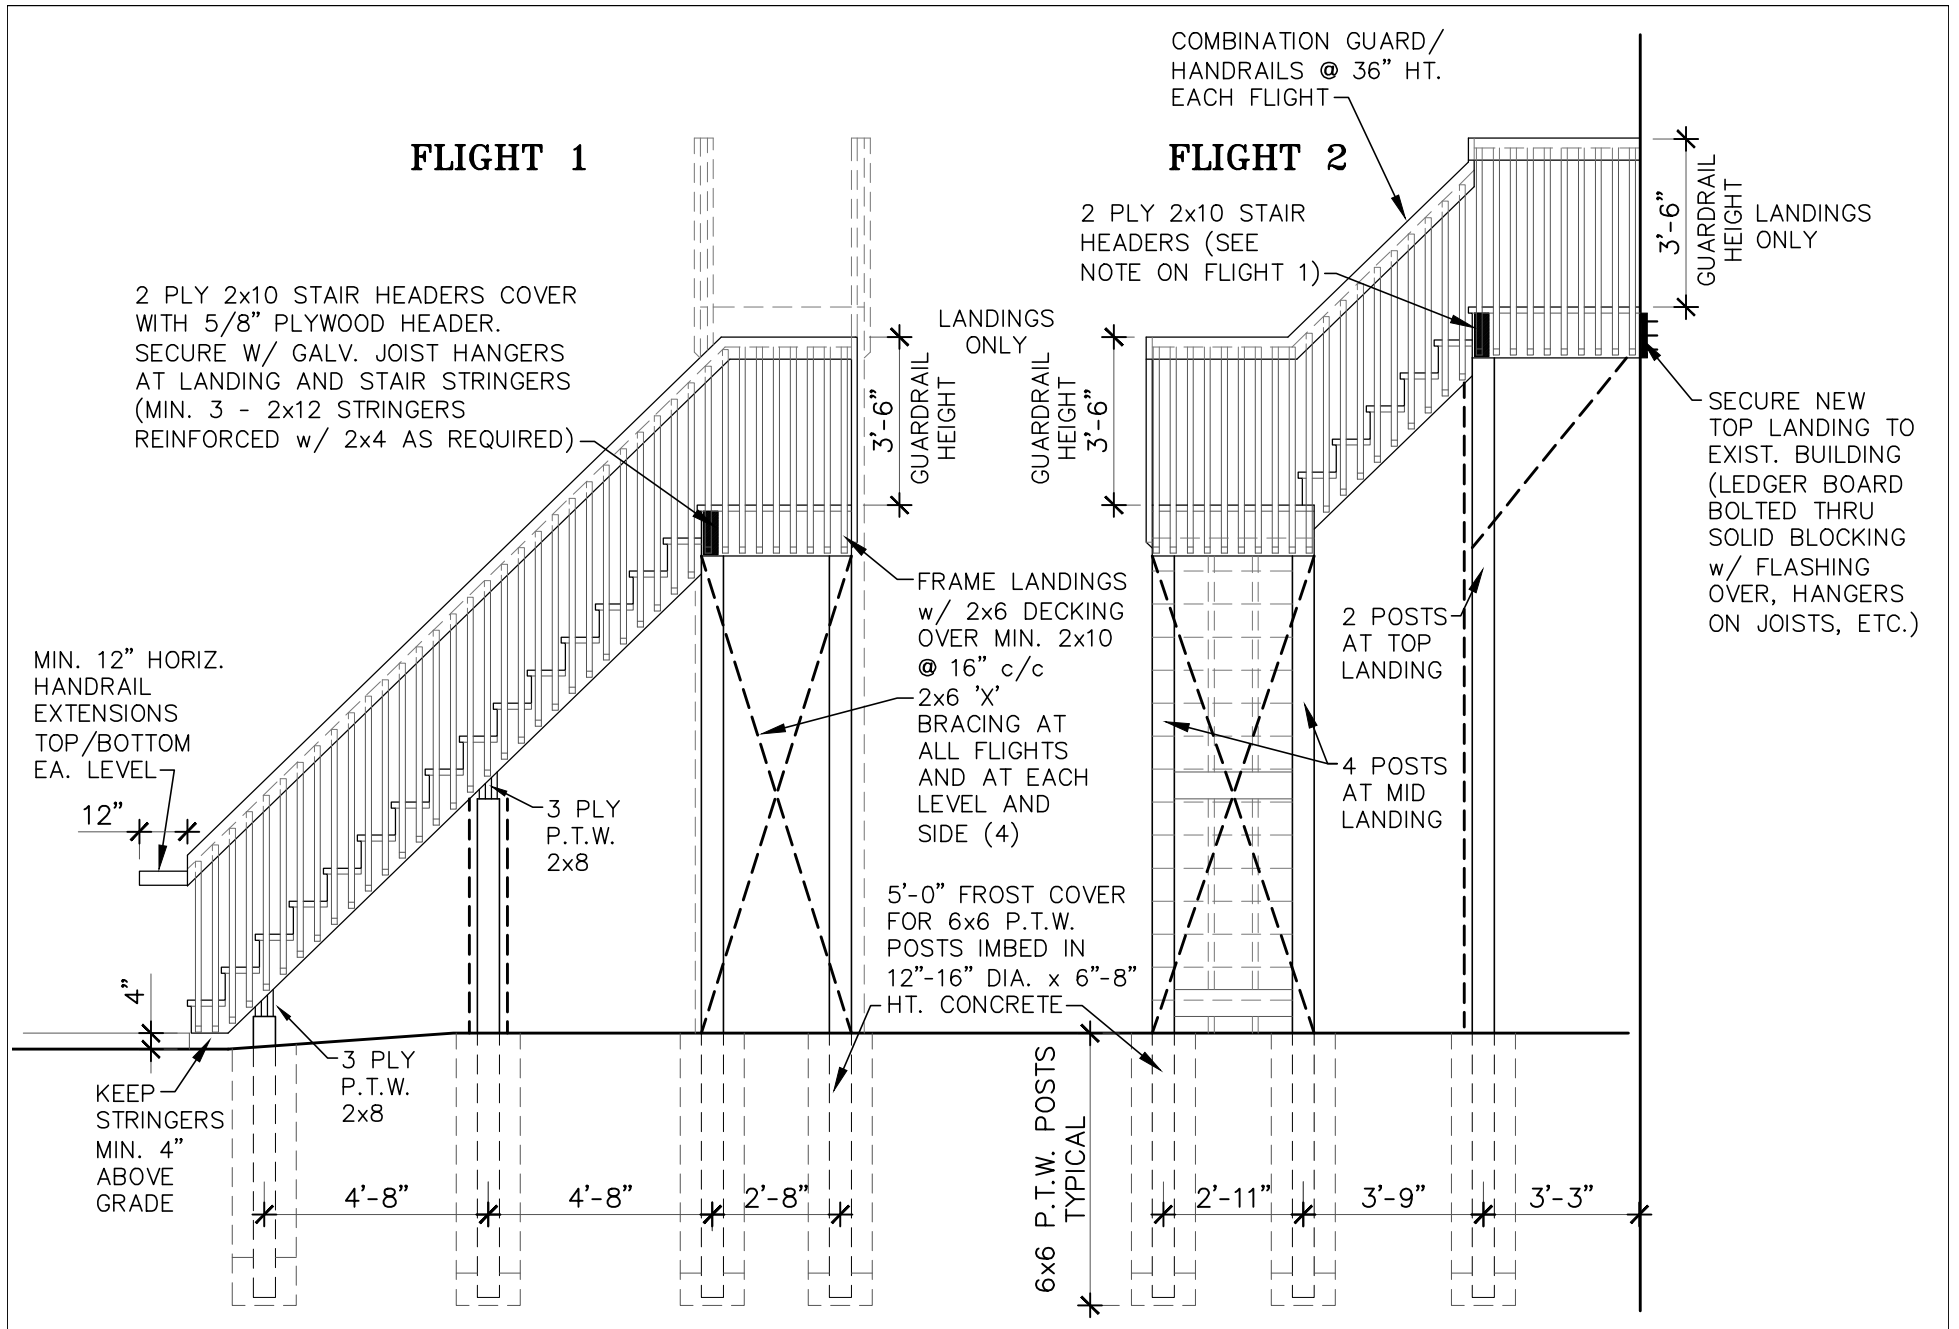 COMBINATION GUARD/
HANDRAILS @ 36" HT.
EACH FLIGHT
FLIGHT 1
FLIGHT 2
2 PLY 2x10 STAIR
HEADERS (SEE
NOTE ON FLIGHT 1)
3'-6"
GUARDRAIL
HEIGHT
LANDINGS
ONLY
2 PLY 2x10 STAIR HEADERS COVER
WITH 5/8" PLYWOOD HEADER.
SECURE W/ GALV. JOIST HANGERS
AT LANDING AND STAIR STRINGERS
(MIN. 3 - 2x12 STRINGERS
REINFORCED w/ 2x4 AS REQUIRED)
LANDINGS
ONLY
3'-6"
GUARDRAIL
HEIGHT
GUARDRAIL
HEIGHT
3'-6"
SECURE NEW
TOP LANDING TO
EXIST. BUILDING
(LEDGER BOARD
BOLTED THRU
SOLID BLOCKING
w/ FLASHING
OVER, HANGERS
ON JOISTS, ETC.)
FRAME LANDINGS
w/ 2x6 DECKING
OVER MIN. 2x10
@ 16" c/c
2x6 'X'
BRACING AT
ALL FLIGHTS
AND AT EACH
LEVEL AND
SIDE (4)
2 POSTS
AT TOP
LANDING
4 POSTS
AT MID
LANDING
MIN. 12" HORIZ.
HANDRAIL
EXTENSIONS
TOP/BOTTOM
EA. LEVEL
12"
3 PLY
P.T.W.
2x8
5'-0" FROST COVER
FOR 6x6 P.T.W.
POSTS IMBED IN
12"-16" DIA. x 6"-8"
HT. CONCRETE
4"
3 PLY
P.T.W.
2x8
KEEP
STRINGERS
MIN. 4"
ABOVE
GRADE
6x6 P.T.W. POSTS
TYPICAL
4'-8"
4'-8"
2'-8"
2'-11"
3'-9"
3'-3"